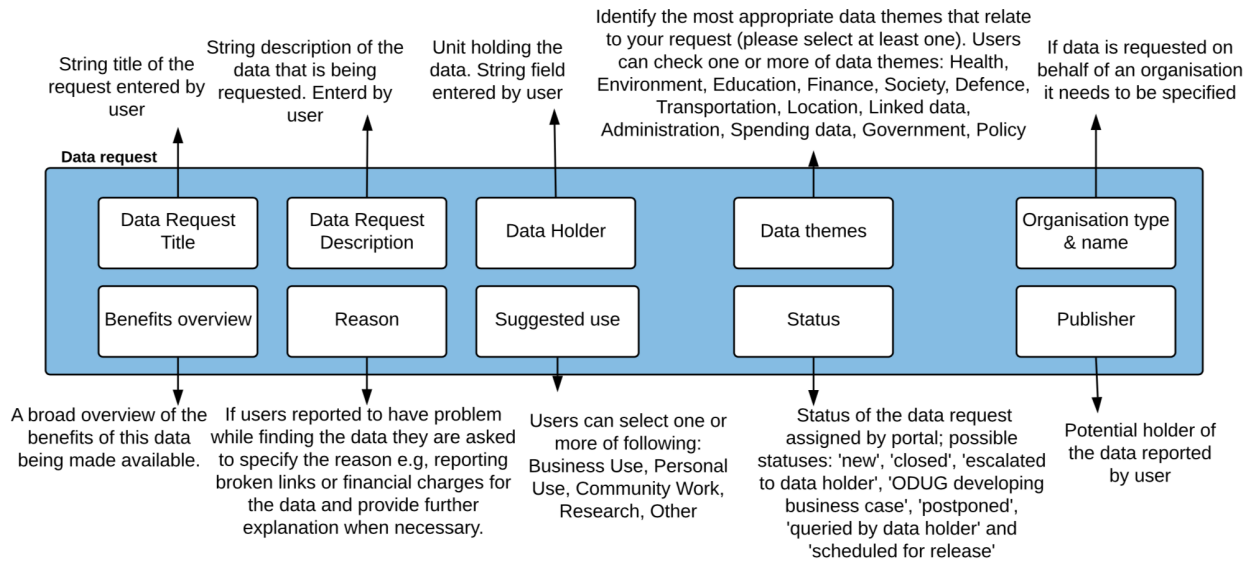 String title of the
request entered by
user
String description of the
data that is being
requested. Enterd by
user
Unit holding the
data. String field
entered by user
Identify the most appropriate data themes that relate
to your request (please select at least one). Users
can check one or more of data themes: Health,
Environment, Education, Finance, Society, Defence,
Transportation, Location, Linked data,
Administration, Spending data, Government, Policy
If data is requested on
behalf of an organisation
it needs to be specified
Data request
Data Request
Title
Data Request
Description
Data Holder
Data themes
Organisation type
& name
Benefits overview
Reason
Suggested use
Status
Publisher
A broad overview of the
benefits of this data
being made available.
If users reported to have problem
while finding the data they are asked
to specify the reason e.g, reporting
broken links or financial charges for
the data and provide further
explanation when necessary.
Users can select one or
more of following:
Business Use, Personal
Use, Community Work,
Research, Other
Status of the data request
assigned by portal; possible
statuses: 'new', 'closed', 'escalated
to data holder', 'ODUG developing
business case', 'postponed',
'queried by data holder' and
'scheduled for release'
Potential holder of
the data reported
by user